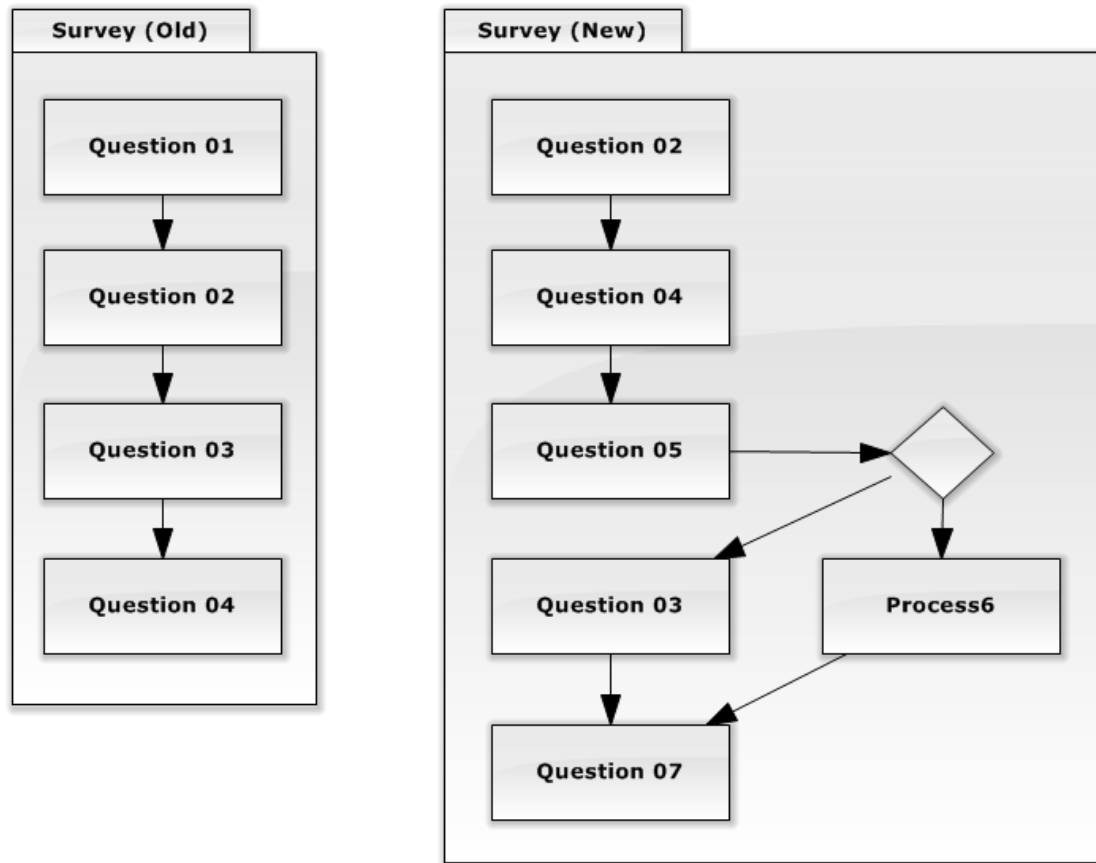 Survey (Old)
Question 01
Question 02
Question 03
Question 04
Survey (New)
Question 02
Question 04
Question 05
Question 03
Process6
Question 07